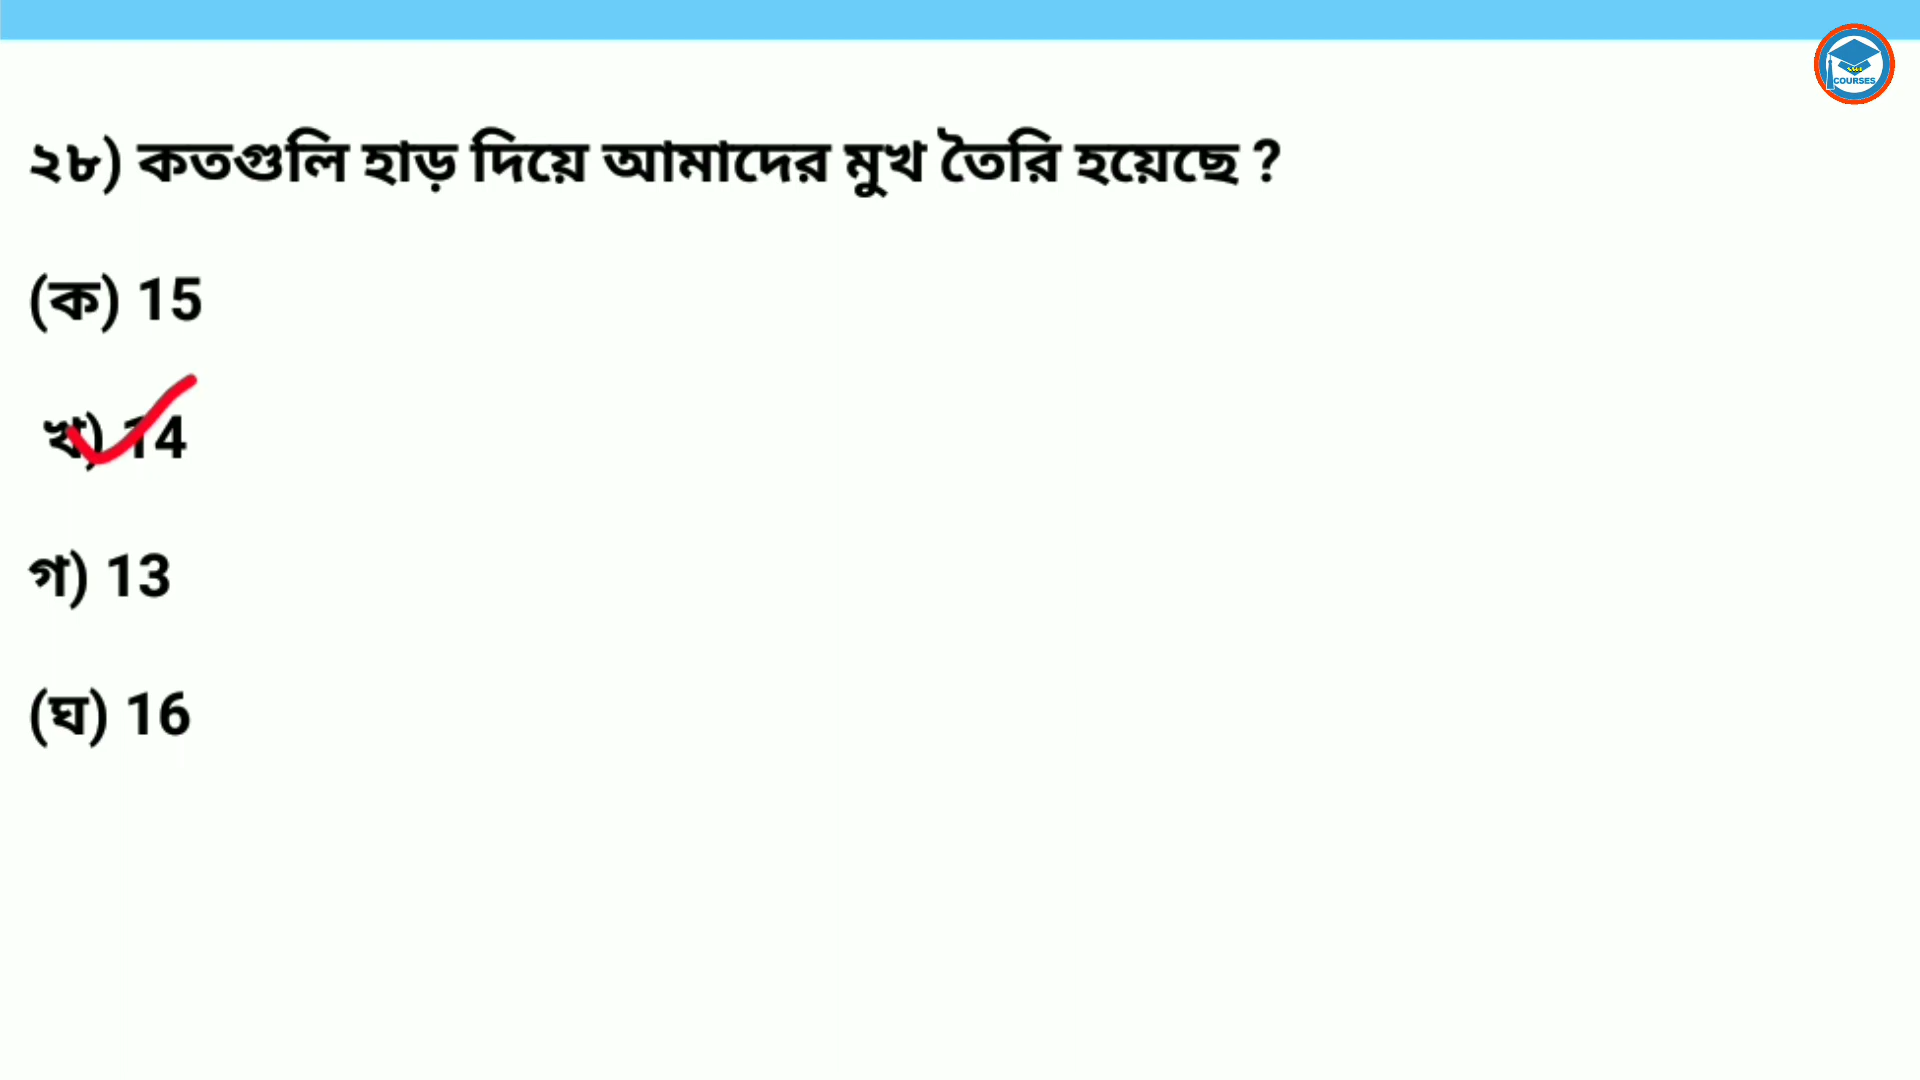 COURSES
২৮) কতগুলি হাড় দিয়ে আমাদের মুখ তৈরি হয়েছে ?
(ক) 15
খ) 14
গ) 13
(ঘ) 16